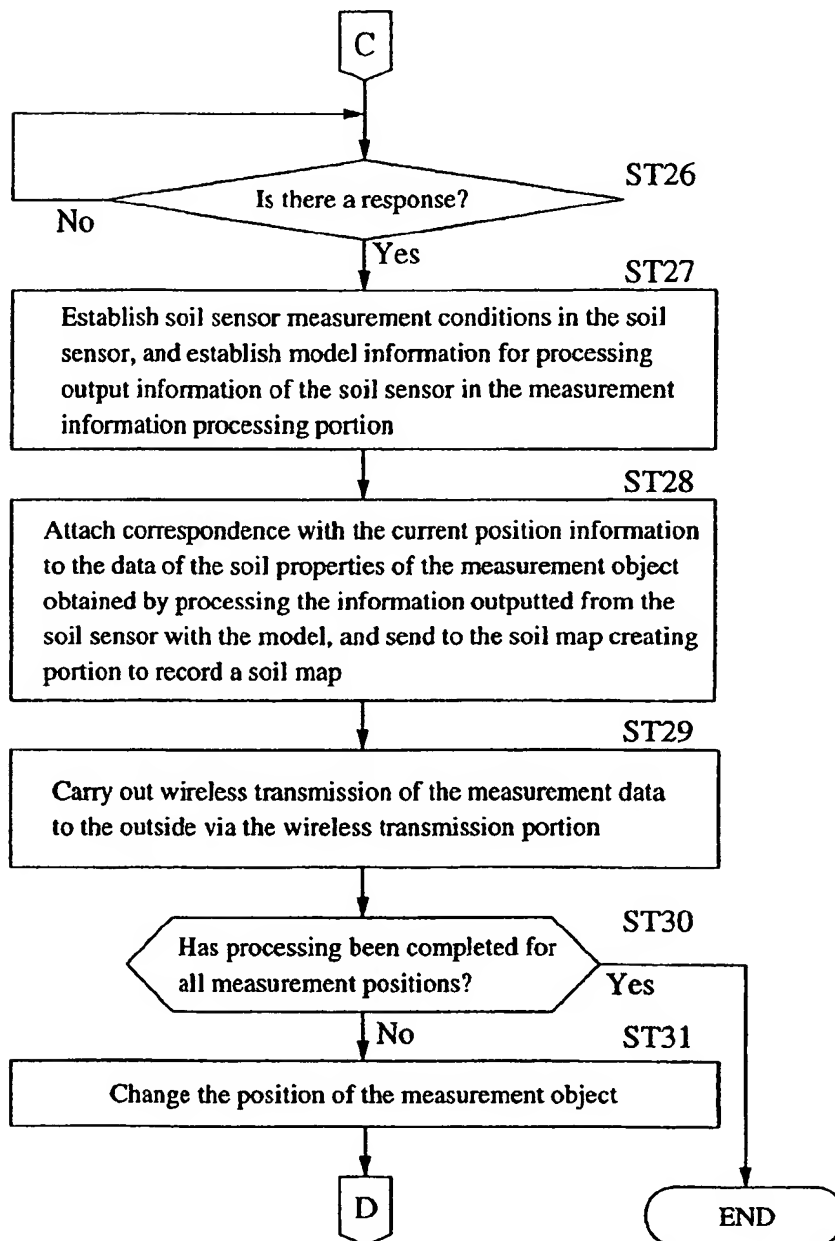 C
ST26
Is there a response?
No
Yes
ST27
Establish soil sensor measurement conditions in the soil
sensor, and establish model information for processing
output information of the soil sensor in the measurement
information processing portion
ST28
Attach correspondence with the current position information
to the data of the soil properties of the measurement object
obtained by processing the information outputted from the
soil sensor with the model, and send to the soil map creating
portion to record a soil map
ST29
Carry out wireless transmission of the measurement data
to the outside via the wireless transmission portion
ST30
Has processing been completed for
all measurement positions?
Yes
No
ST31
Change the position of the measurement object
D
END